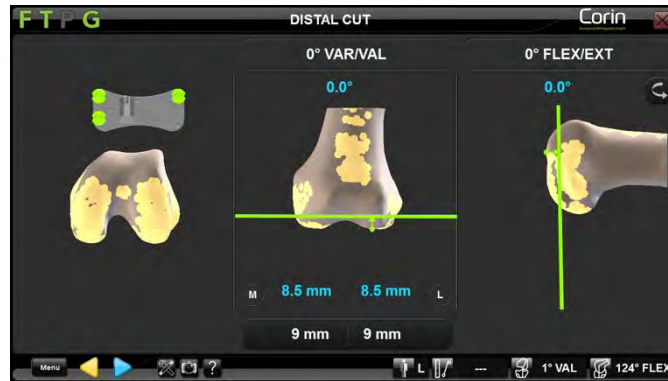 F T P G
DISTAL CUT
Corin
0° VAR/VAL
0° FLEX/EXT
0.0°
0.0°
M
8.5 mm
8.5 mm
L
9 mm
9 mm
Menu
?
L
---
1° VAL
124° FLEX